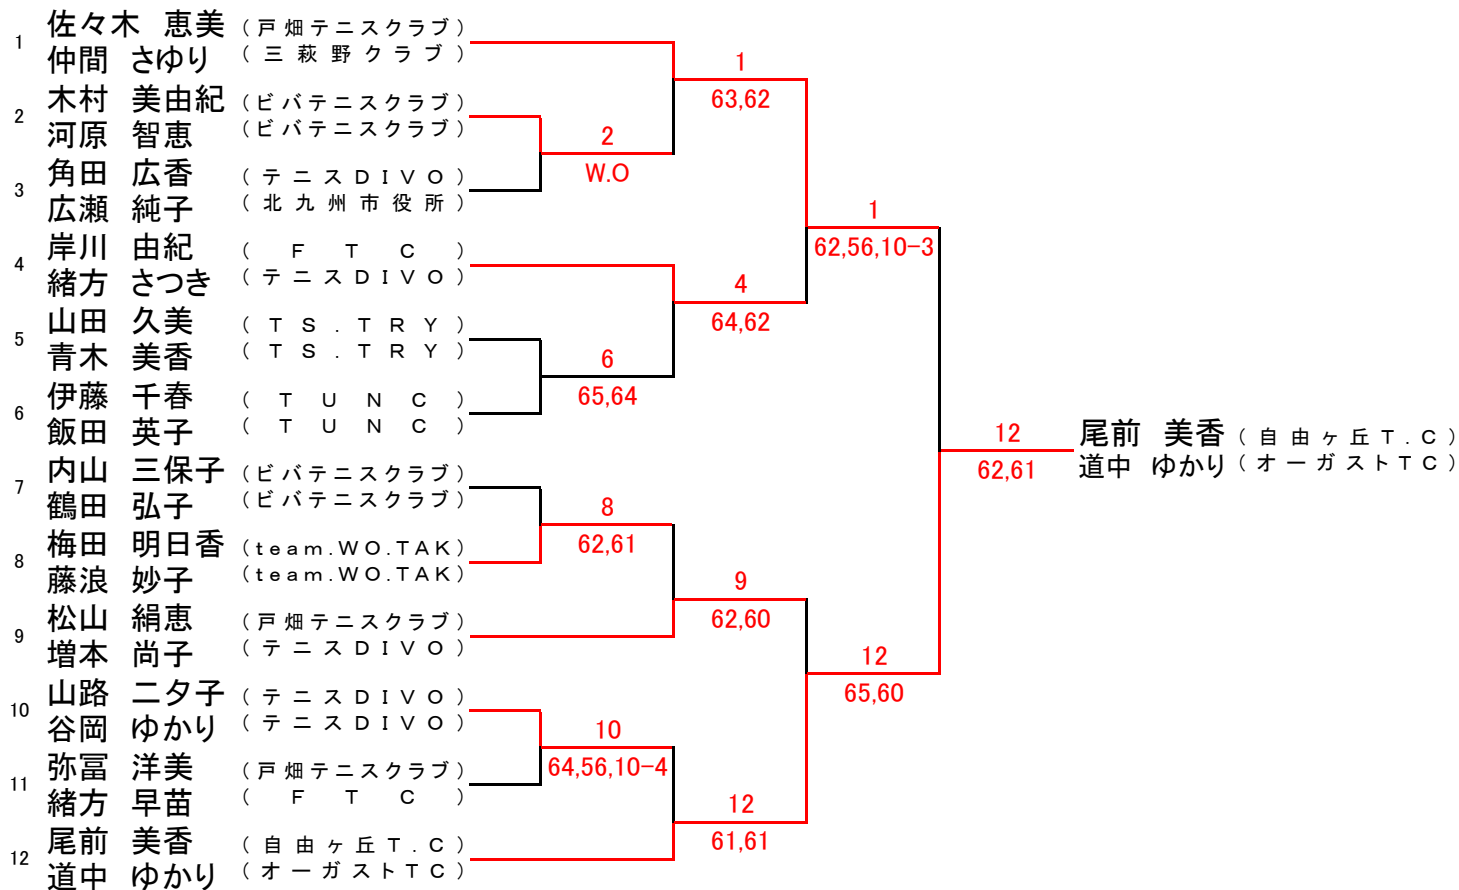 1 佐々木 恵美 (戸畑テニスクラブ)
仲間 さゆり (三萩野クラブ)
2 木村 美由紀 (ビバテニスクラブ)
河原 智恵 (ビバテニスクラブ)
3 角田 広香 (テニスDIVO)
広瀬 純子 (北九州市役所)
4 岸川 由紀 (FTC)
緒方 さつき (テニスDIVO)
5 山田 久美 (TS.TRY)
青木 美香 (TS.TRY)
6 伊藤 千春 (TUNC)
飯田 英子 (TUNC)
7 内山 三保子 (ビバテニスクラブ)
鶴田 弘子 (ビバテニスクラブ)
8 梅田 明日香 (team.WO.TAK)
藤浪 妙子 (team.WO.TAK)
9 松山 絹恵 (戸畑テニスクラブ)
増本 尚子 (テニスDIVO)
10 山路 二夕子 (テニスDIVO)
谷岡 ゆかり (テニスDIVO)
11 弥冨 洋美 (戸畑テニスクラブ)
緒方 早苗 (FTC)
12 尾前 美香 (自由ヶ丘T.C)
道中 ゆかり (オーガストTC)
2
W.O
6
65,64
8
62,61
10
64,56,10-4
1
63,62
4
64,62
9
62,60
12
61,61
1
62,56,10-3
12
65,60
12
62,61
尾前 美香 (自由ヶ丘T.C)
道中 ゆかり (オーガストTC)